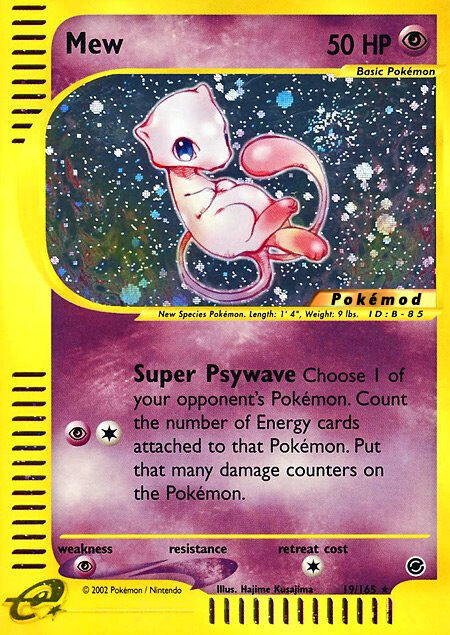 Mew 50 HP
Basic Pokémon
Pokémod
New Species Pokémon. Length: 1' 4", Weight: 9 lbs. ID:B-85
Super Psywave Choose 1 of
your opponent's Pokémon. Count
the number of Energy cards
attached to that Pokémon. Put
that many damage counters on
the Pokémon.
weakness resistance retreat cost
© 2002 Pokémon / Nintendo Illus. Hajime Kusajima 19/165 ★
e